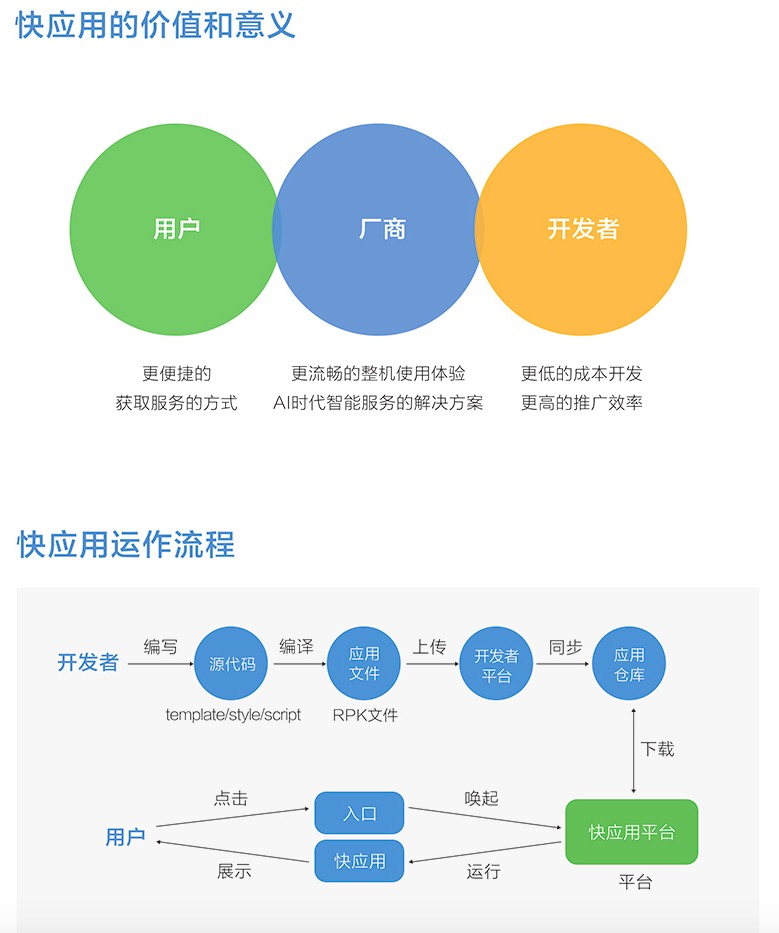 快应用的价值和意义
用户
厂商
开发者
更便捷的
获取服务的方式
更流畅的整机使用体验
AI时代智能服务的解决方案
更低的成本开发
更高的推广效率
快应用运作流程
开发者
编写
源代码
template/style/script
编译
应用
文件
RPK文件
上传
开发者
平台
同步
应用
仓库
下载
用户
点击
入口
唤起
快应用平台
平台
运行
快应用
展示